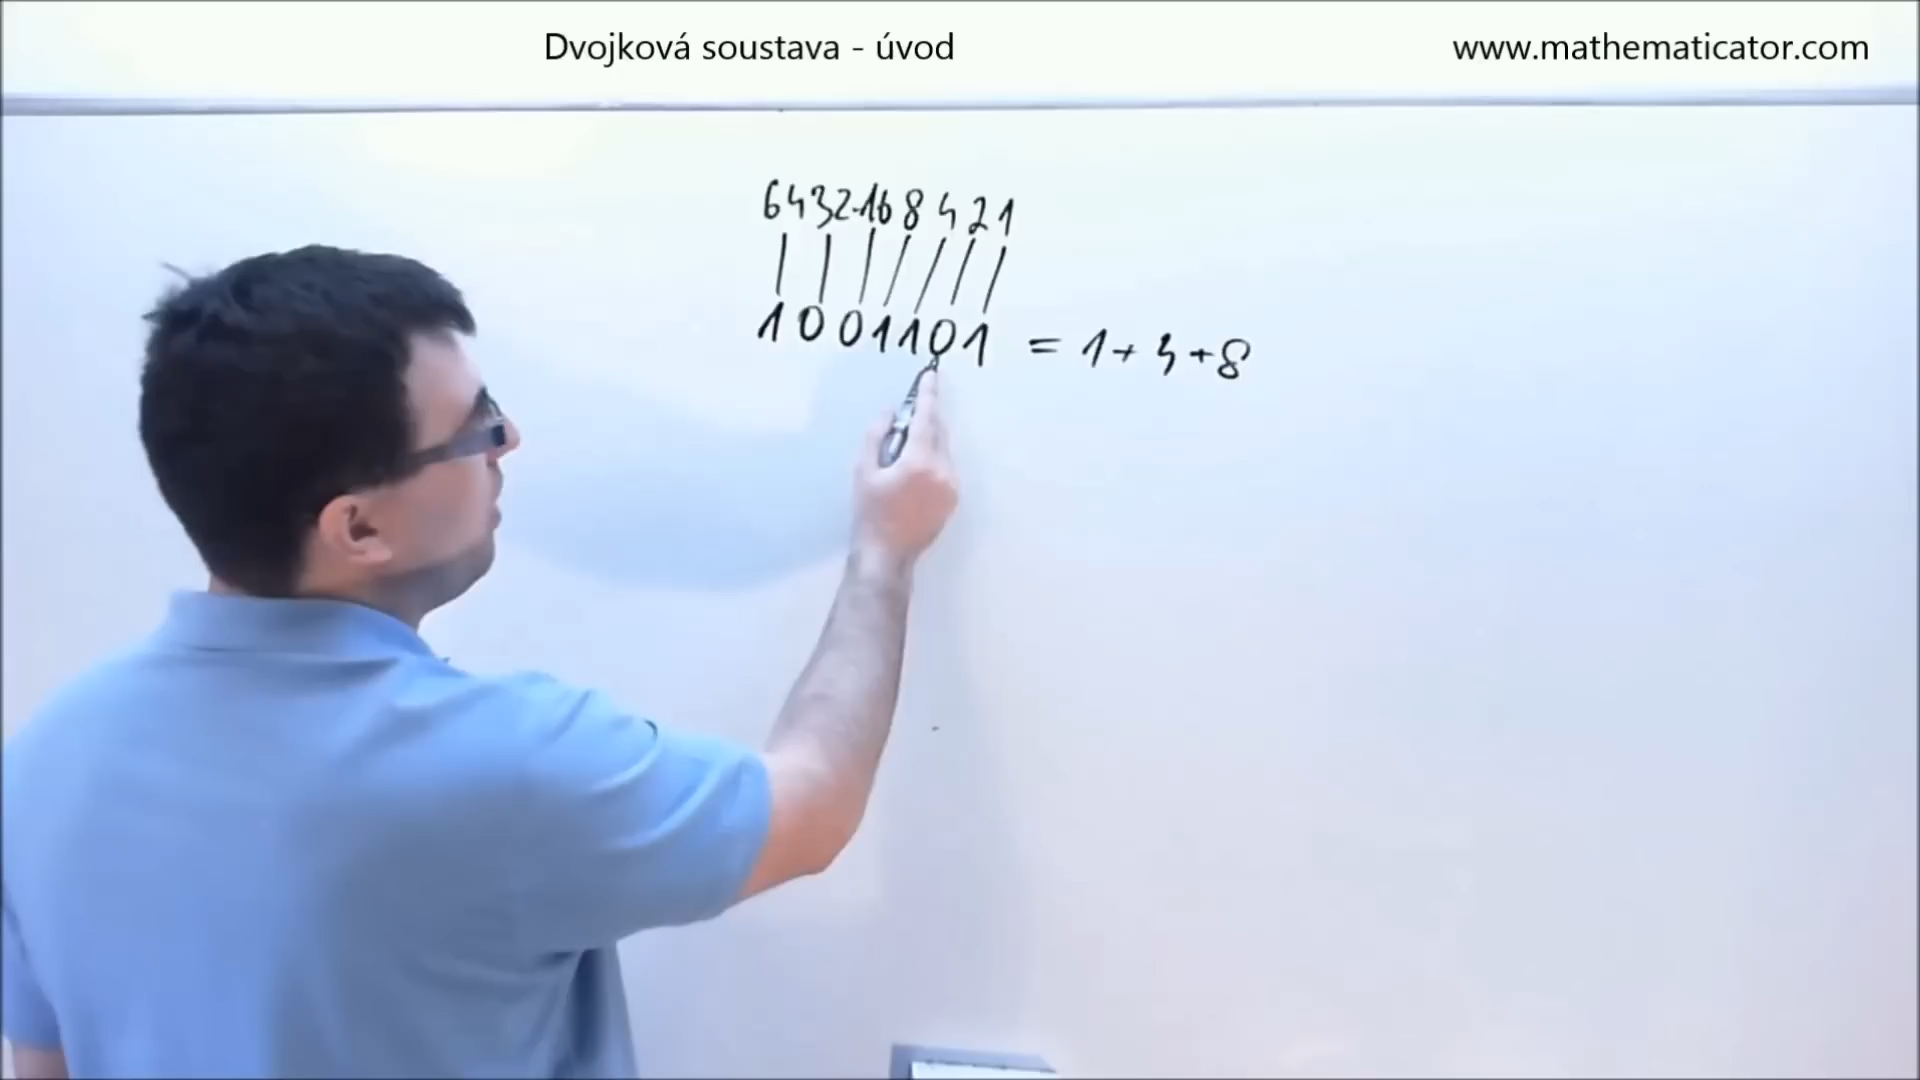 Dvojková soustava - úvod
www.mathematicator.com
64 32 16 8 4 2 1
1 0 0 1 1 0 1 = 1 + 4 + 8